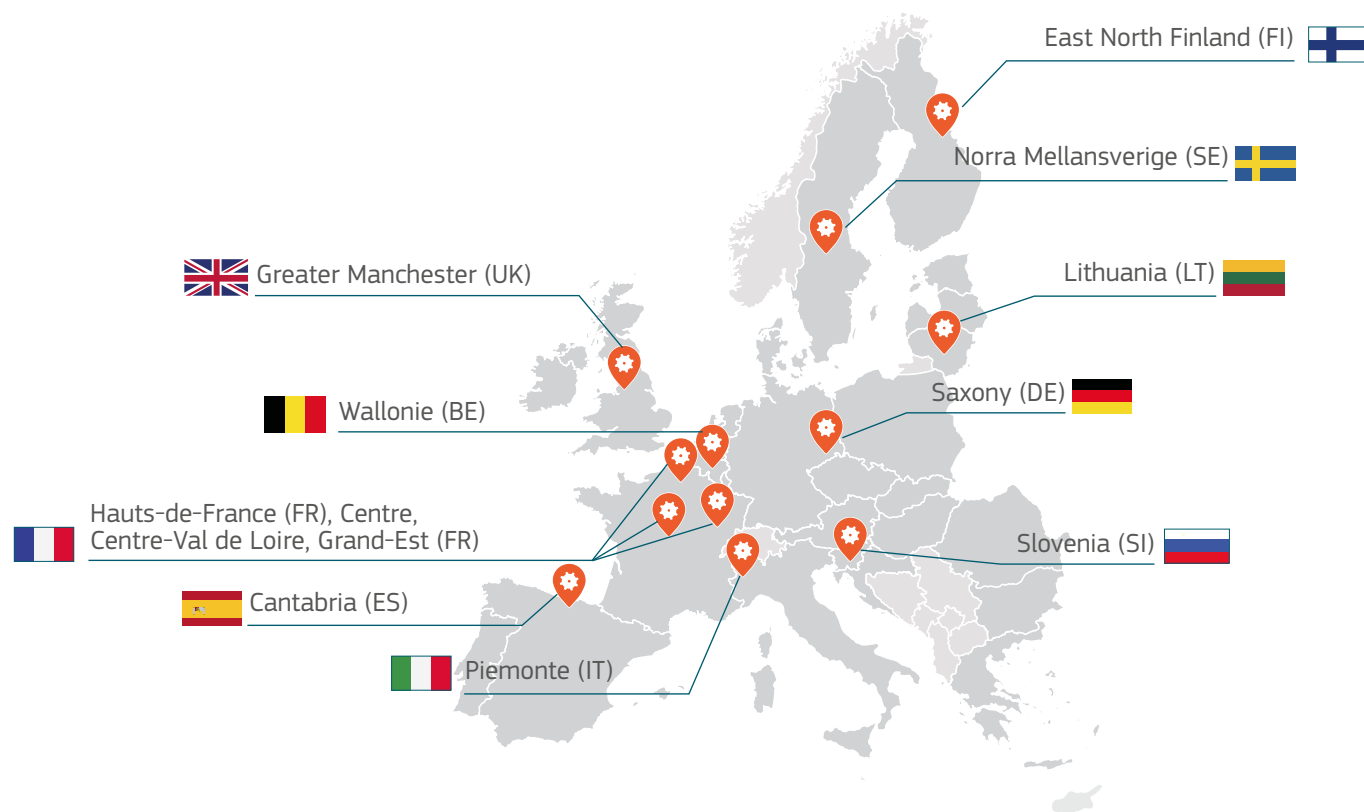 East North Finland (FI)
Norra Mellansverige (SE)
Greater Manchester (UK)
Lithuania (LT)
Wallonie (BE)
Saxony (DE)
Hauts-de-France (FR), Centre,
Centre-Val de Loire, Grand-Est (FR)
Slovenia (SI)
Cantabria (ES)
Piemonte (IT)